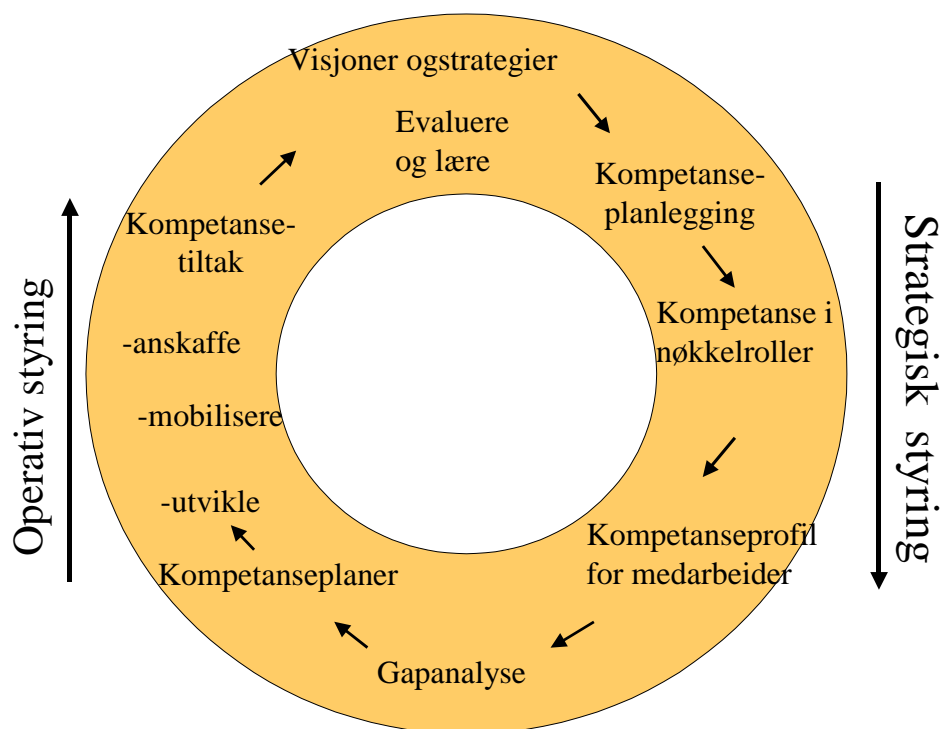 Visjoner ogstrategier
Evaluere
og lære
Kompetanse-
planlegging
Kompetanse i
nøkkelroller
Kompetanseprofil
for medarbeider
Gapanalyse
Kompetanseplaner
-utvikle
-mobilisere
-anskaffe
Kompetanse-
tiltak
Operativ styring
Strategisk styring